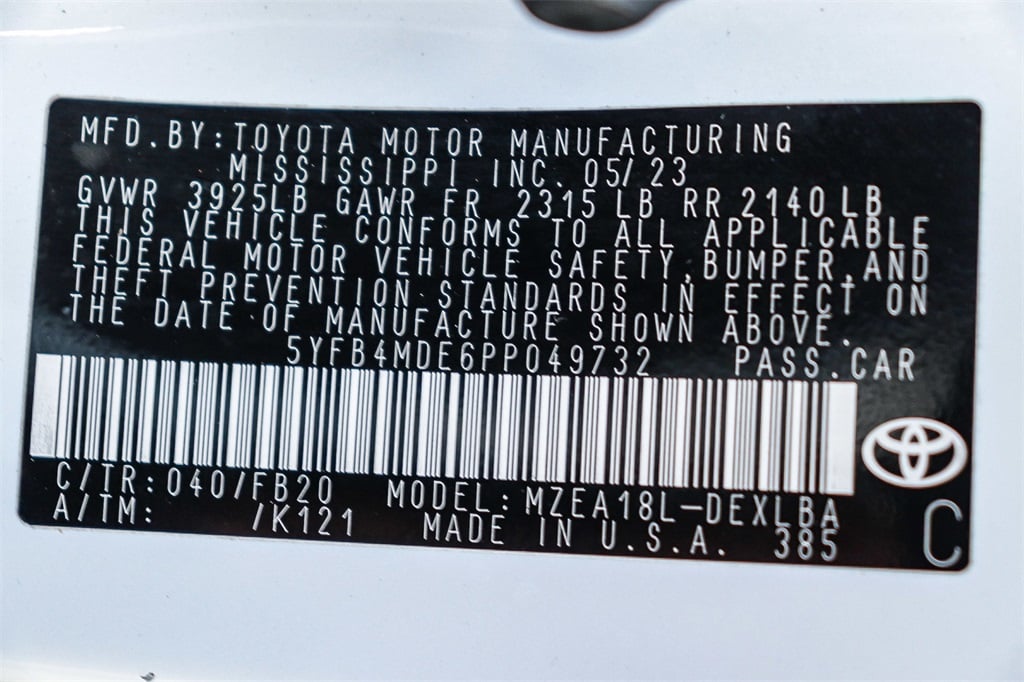 MFD. BY: TOYOTA MOTOR MANUFACTURING
MISSISSIPPI INC. 05/23
GVWR 3925LB GAWR FR 2315 LB RR 2140 LB
THIS VEHICLE CONFORMS TO ALL APPLICABLE
FEDERAL MOTOR VEHICLE SAFETY, BUMPER, AND
THEFT PREVENTION STANDARDS IN EFFECT ON
THE DATE OF MANUFACTURE SHOWN ABOVE.
5YFB4MDE6PP049732 PASS. CAR
C/TR: 040/FB20 MODEL: MZEA18L-DEXLBA
A/TM: /K121 MADE IN U.S.A. 385
C